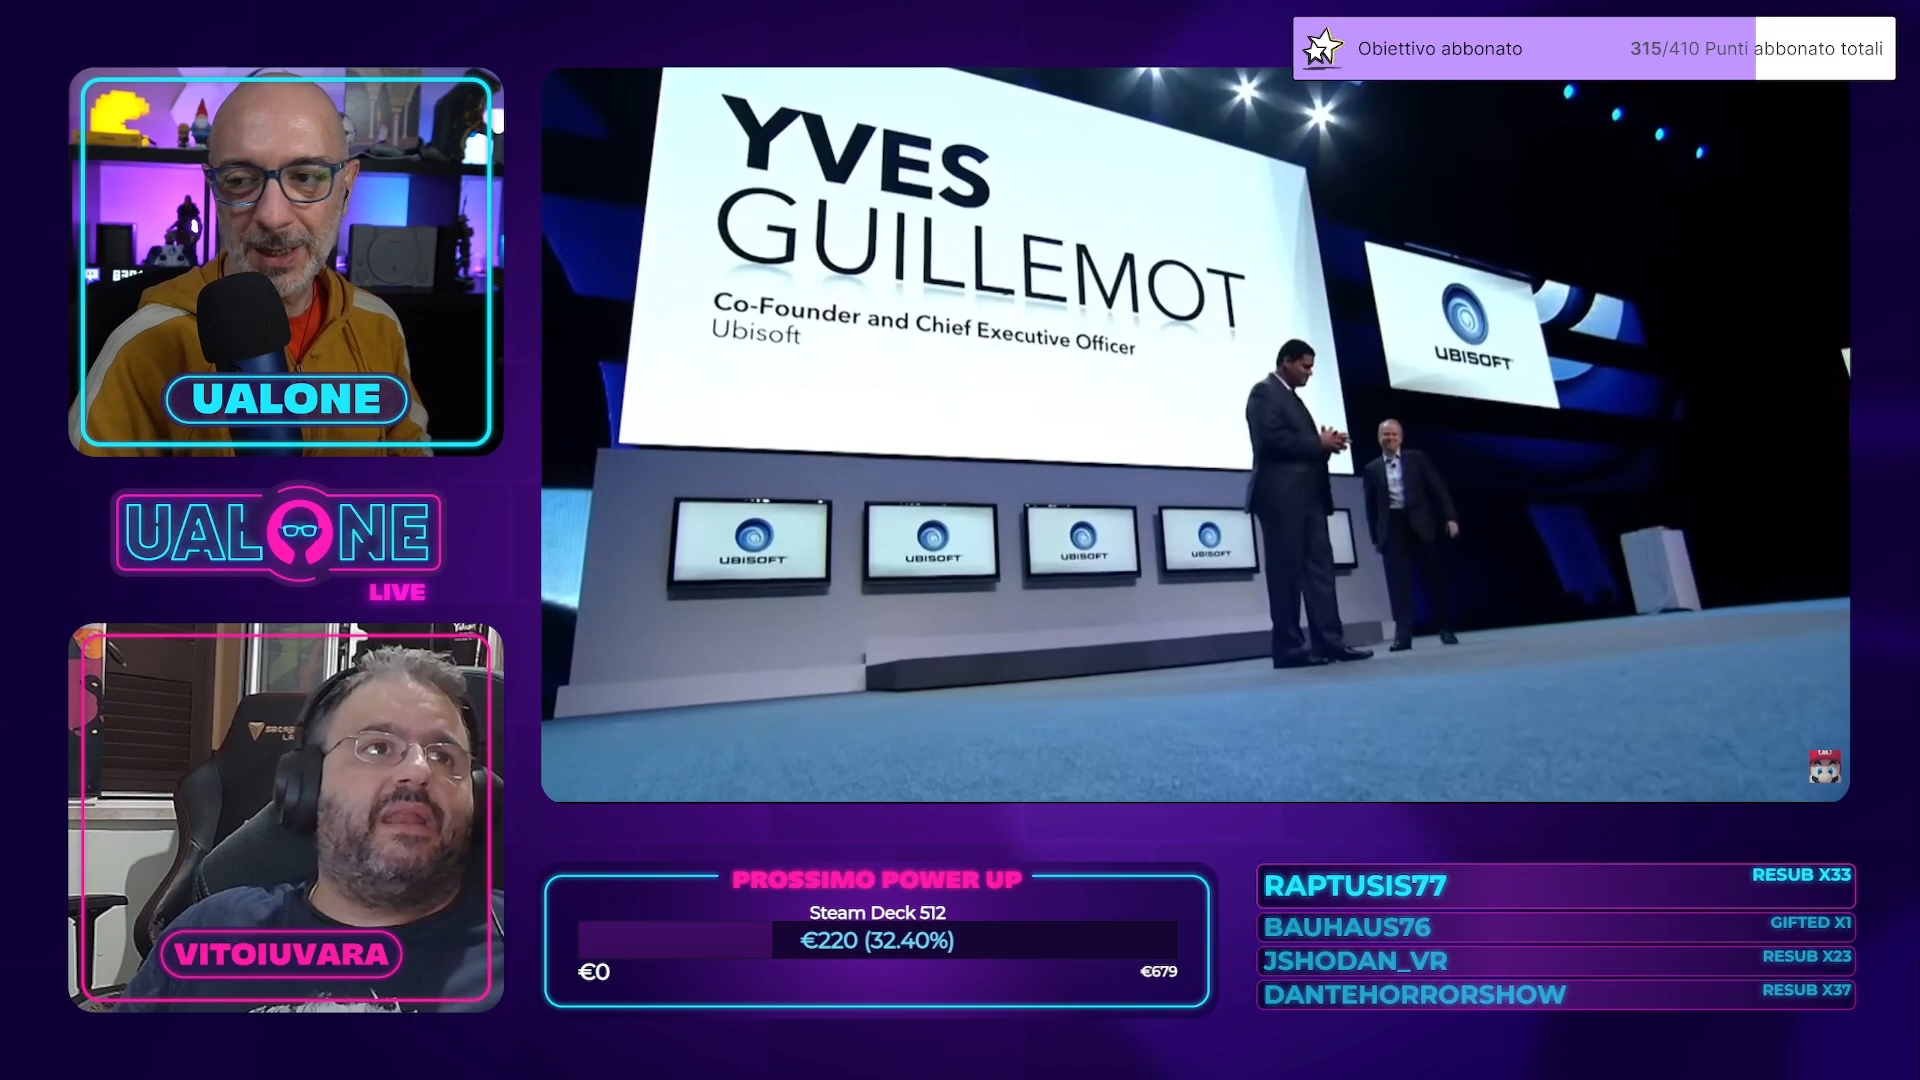 Obiettivo abbonato
315/410 Punti abbonato totali
YVES
GUILLEMOT
Co-Founder and Chief Executive Officer
Ubisoft
UBISOFT
UBISOFT
UBISOFT
UBISOFT
UBISOFT
UALONE
UALONE
LIVE
VITOIUVARA
PROSSIMO POWER UP
Steam Deck 512
€220 (32.40%)
€0
€679
RAPTUSIS77
RESUB X33
BAUHAUS76
GIFTED X1
JSHODAN_VR
RESUB X23
DANTEHORRORSHOW
RESUB X37